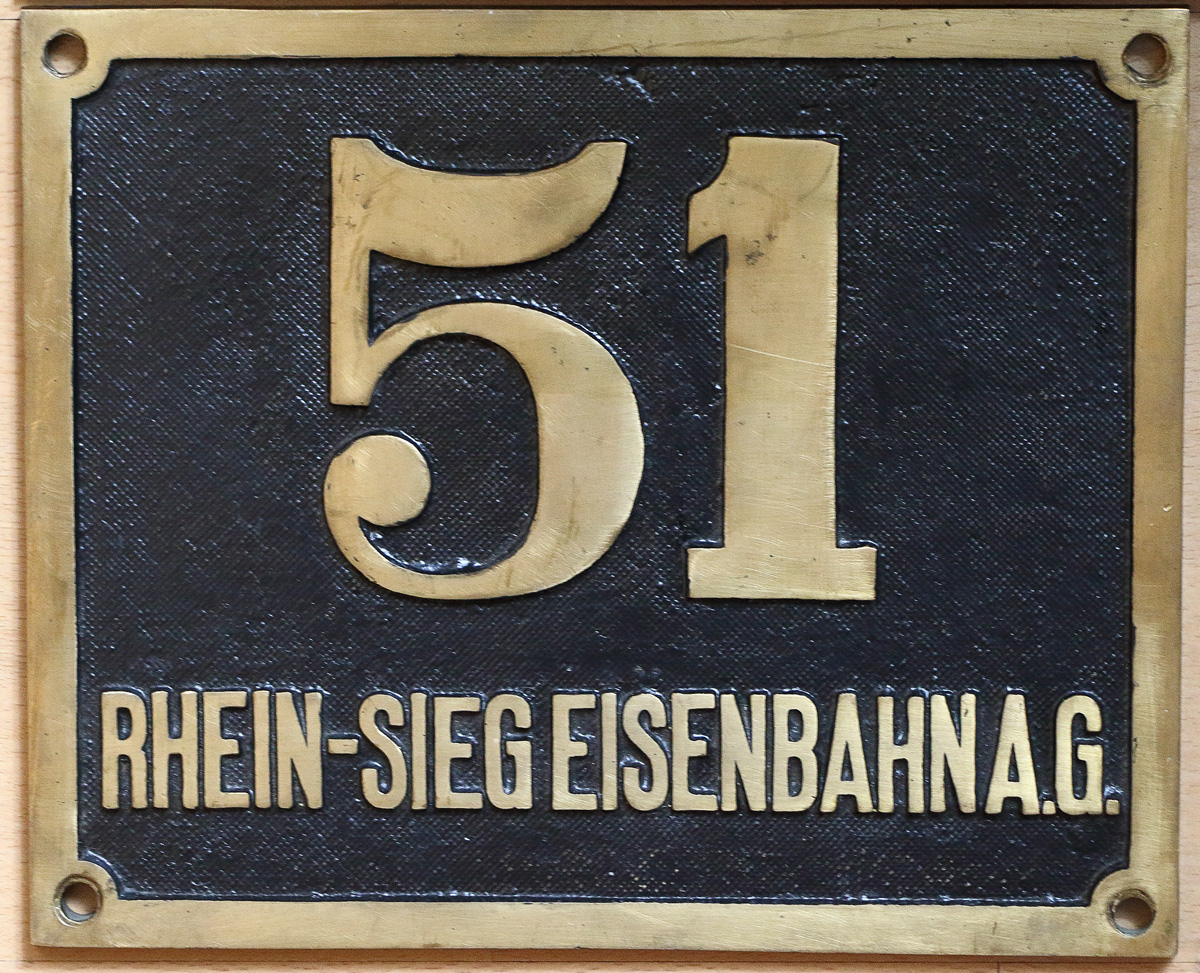 51
RHEIN-SIEG EISENBAHN A.G.